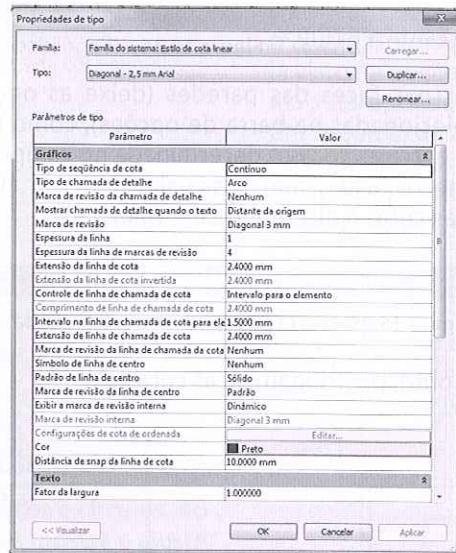 Propriedades de tipo
Família: Família do sistema: Estilo de cota linear Carregar...
Tipo: Diagonal - 2,5 mm Arial Duplicar...
Renomear...
Parâmetros de tipo
Parâmetro Valor
Gráficos
Tipo de seqüência de cota Contínuo
Tipo de chamada de detalhe Arco
Marca de revisão da chamada de detalhe Nenhum
Mostrar chamada de detalhe quando o texto Distante da origem
Marca de revisão Diagonal 3 mm
Espessura da linha 1
Espessura da linha de marcas de revisão 4
Extensão da linha de cota 2.4000 mm
Extensão da linha de cota invertida 2.4000 mm
Controle de linha de chamada de cota Intervalo para o elemento
Comprimento de linha de chamada de cota 2.4000 mm
Intervalo na linha de chamada de cota para ele 1.5000 mm
Extensão de linha de chamada de cota 2.4000 mm
Marca de revisão da linha de chamada da cota Nenhum
Símbolo de linha de centro Nenhum
Padrão de linha de centro Sólido
Marca de revisão da linha de centro Padrão
Exibir a marca de revisão interna Dinâmico
Marca de revisão interna Diagonal 3 mm
Configurações de cota de ordenada Editar...
Cor Preto
Distância de snap da linha de cota 10.0000 mm
Texto
Fator da largura 1.000000
<< Visualizar OK Cancelar Aplicar